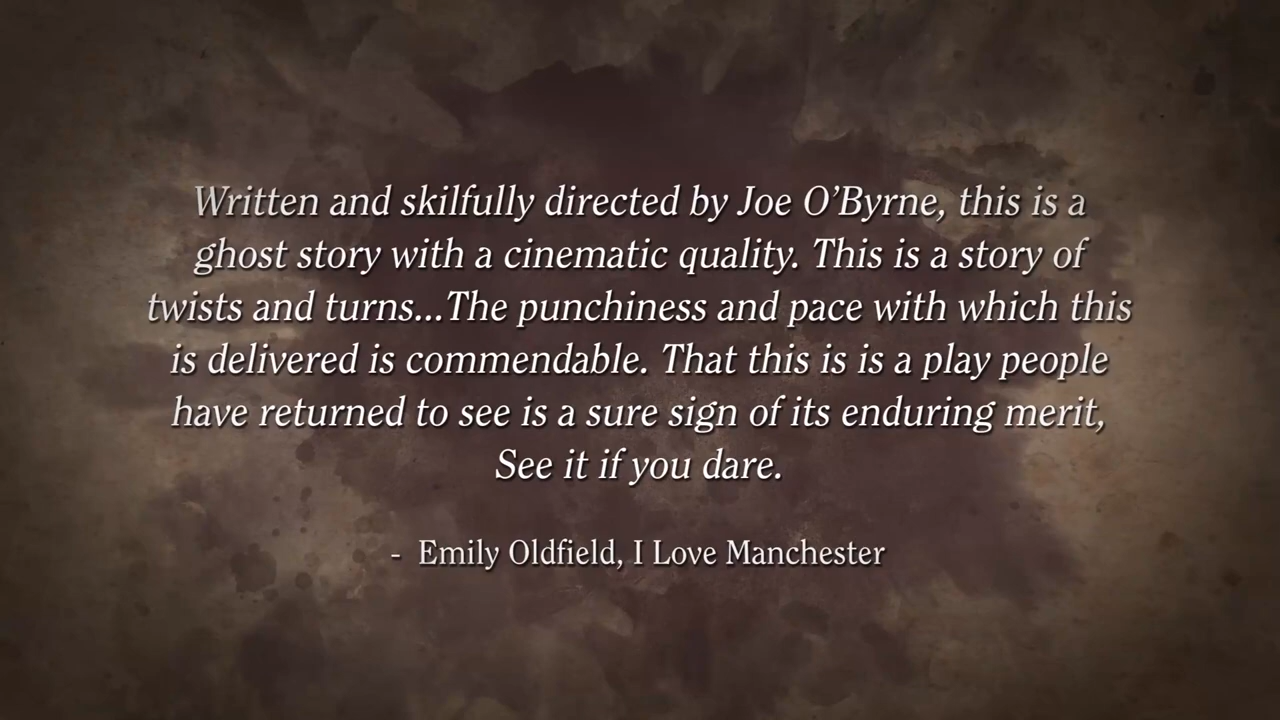 Written and skilfully directed by Joe O’Byrne, this is a
ghost story with a cinematic quality. This is a story of
twists and turns...The punchiness and pace with which this
is delivered is commendable. That this is is a play people
have returned to see is a sure sign of its enduring merit,
See it if you dare.
- Emily Oldfield, I Love Manchester